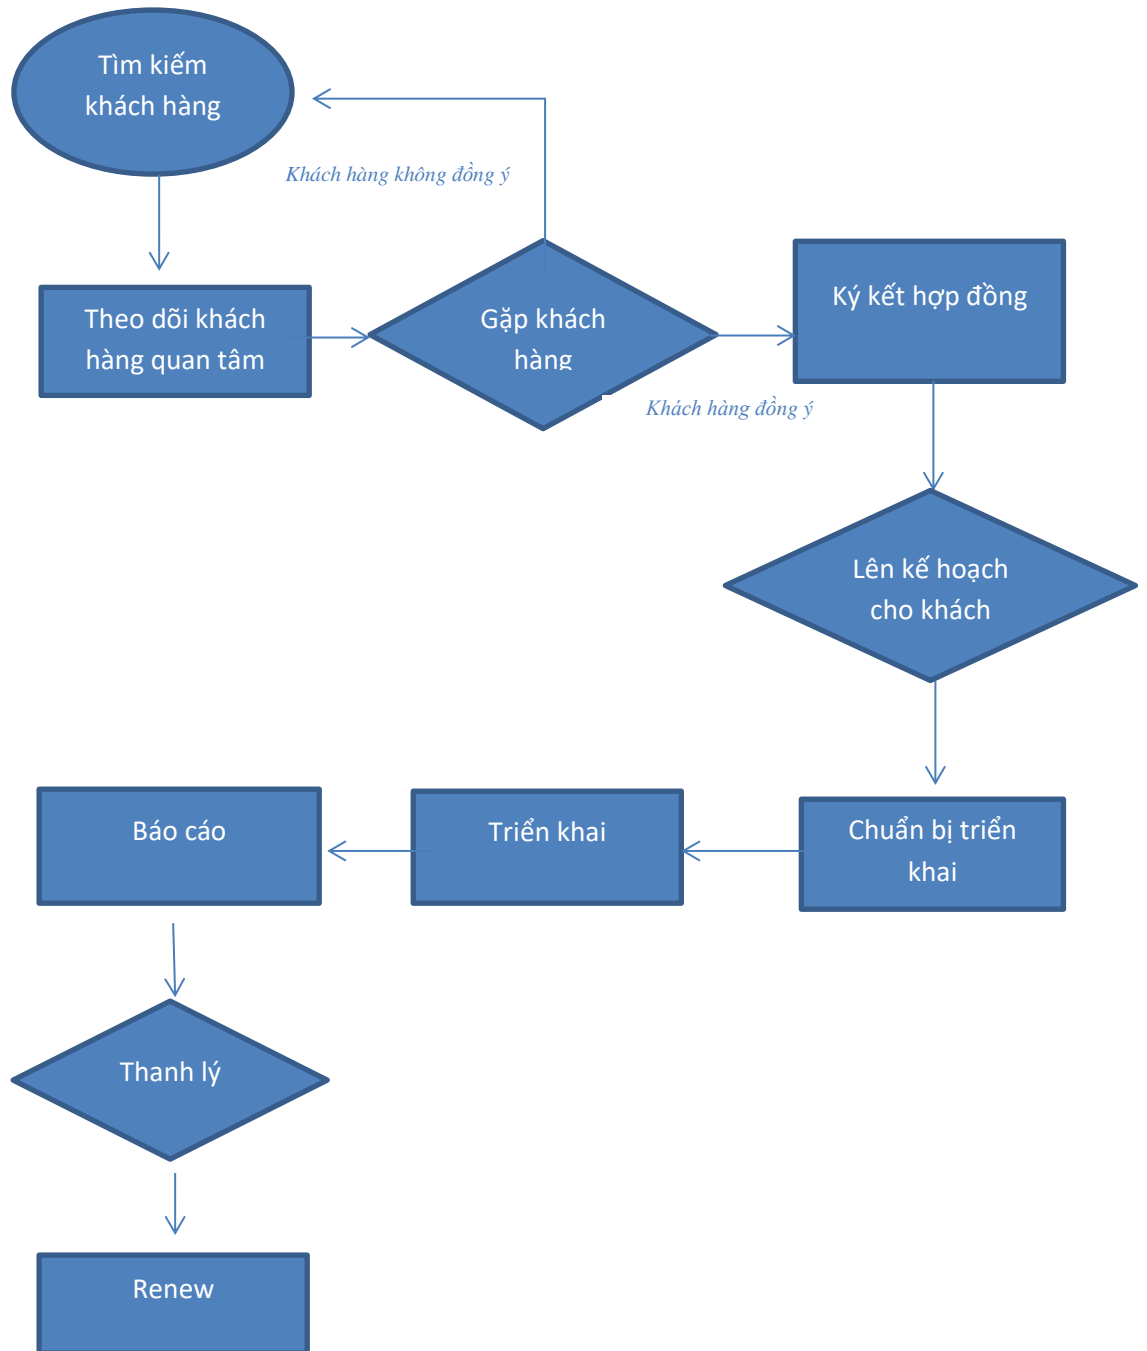 Tìm kiếm
khách hàng
Khách hàng không đồng ý
Theo dõi khách
hàng quan tâm
Gặp khách
hàng
Ký kết hợp đồng
Khách hàng đồng ý
Lên kế hoạch
cho khách
Báo cáo
Triển khai
Chuẩn bị triển
khai
Thanh lý
Renew